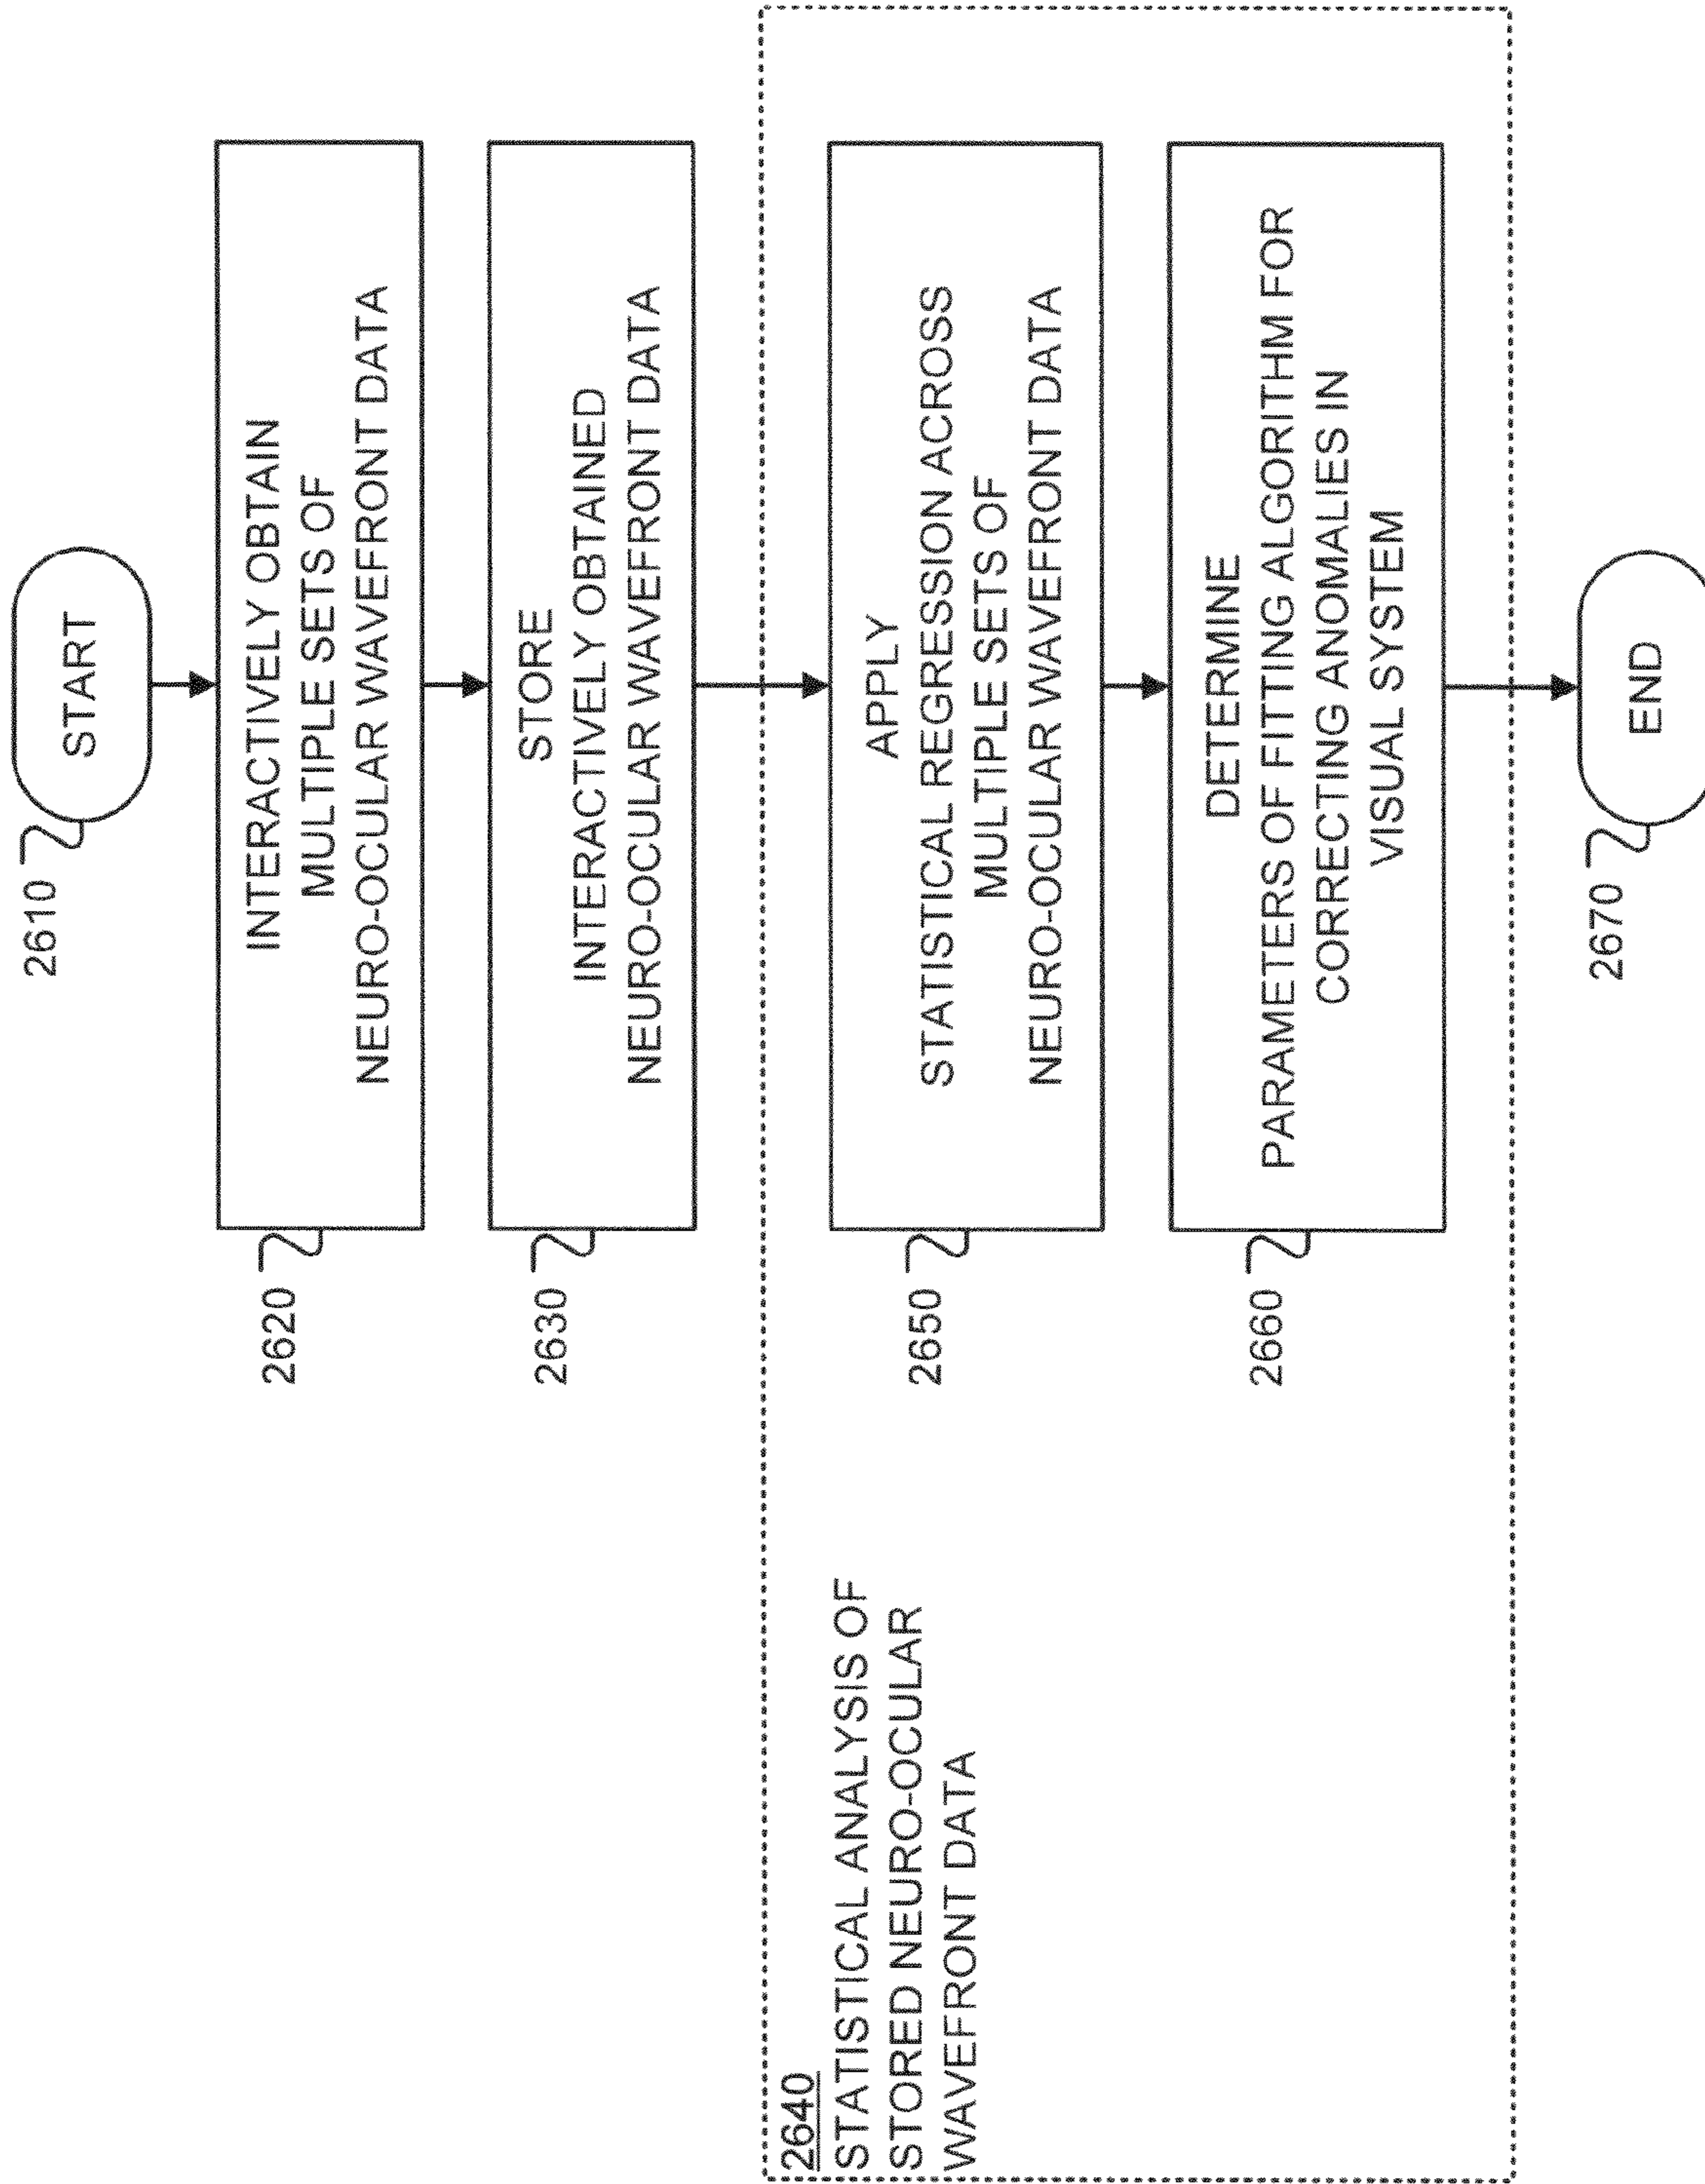 2610
START
INTERACTIVELY OBTAIN
MULTIPLE SETS OF
NEURO-OCULAR WAVEFRONT DATA
2620
STORE
INTERACTIVELY OBTAINED
NEURO-OCULAR WAVEFRONT DATA
2630
2640
STATISTICAL ANALYSIS OF
STORED NEURO-OCULAR
WAVEFRONT DATA
APPLY
STATISTICAL REGRESSION ACROSS
MULTIPLE SETS OF
NEURO-OCULAR WAVEFRONT DATA
2650
DETERMINE
PARAMETERS OF FITTING ALGORITHM FOR
CORRECTING ANOMALIES IN
VISUAL SYSTEM
2660
2670
END